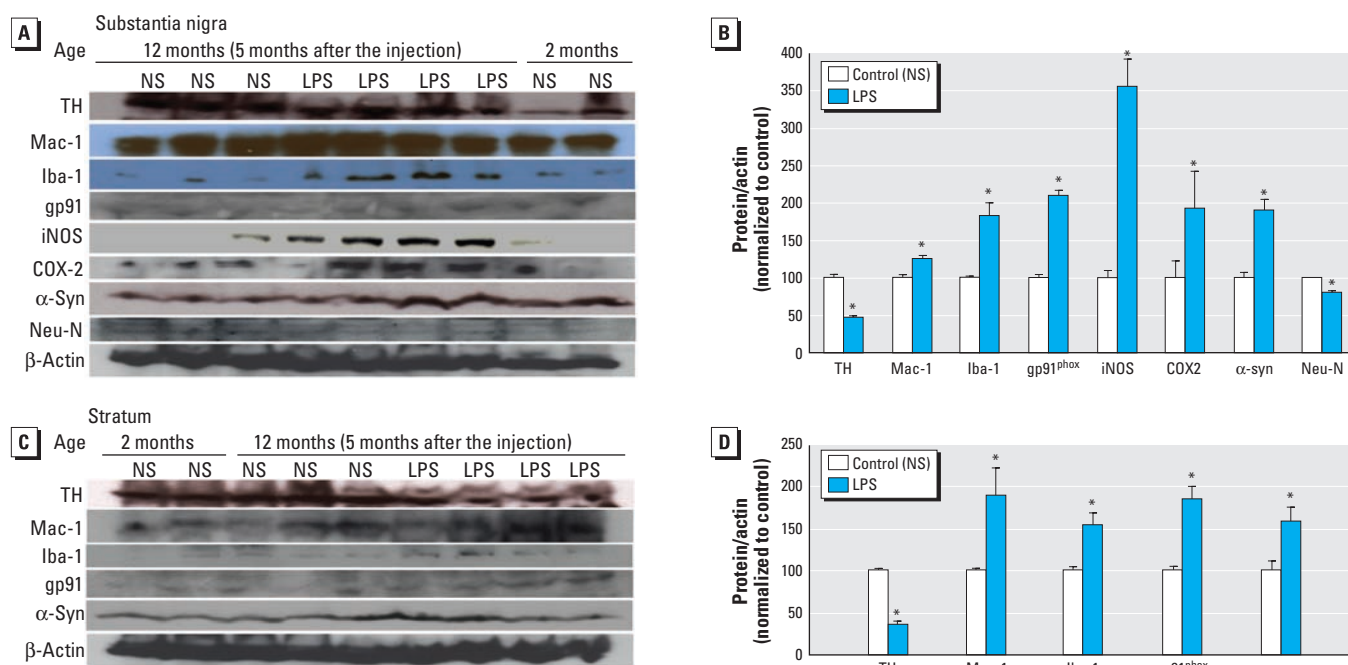 A
Substantia nigra
Age 12 months (5 months after the injection) 2 months
NS NS NS LPS LPS LPS LPS NS NS
TH
Mac-1
Iba-1
gp91
iNOS
COX-2
α-Syn
Neu-N
β-Actin
B
Protein/actin
(normalized to control)
400
350
300
250
200
150
100
50
0
Control (NS)
LPS
* * * * * * * *
TH Mac-1 Iba-1 gp91phox iNOS COX2 α-syn Neu-N
C
Stratum
Age 2 months 12 months (5 months after the injection)
NS NS NS NS NS LPS LPS LPS LPS
TH
Mac-1
Iba-1
gp91
α-Syn
β-Actin
D
Protein/actin
(normalized to control)
250
200
150
100
50
0
Control (NS)
LPS
* * * * *